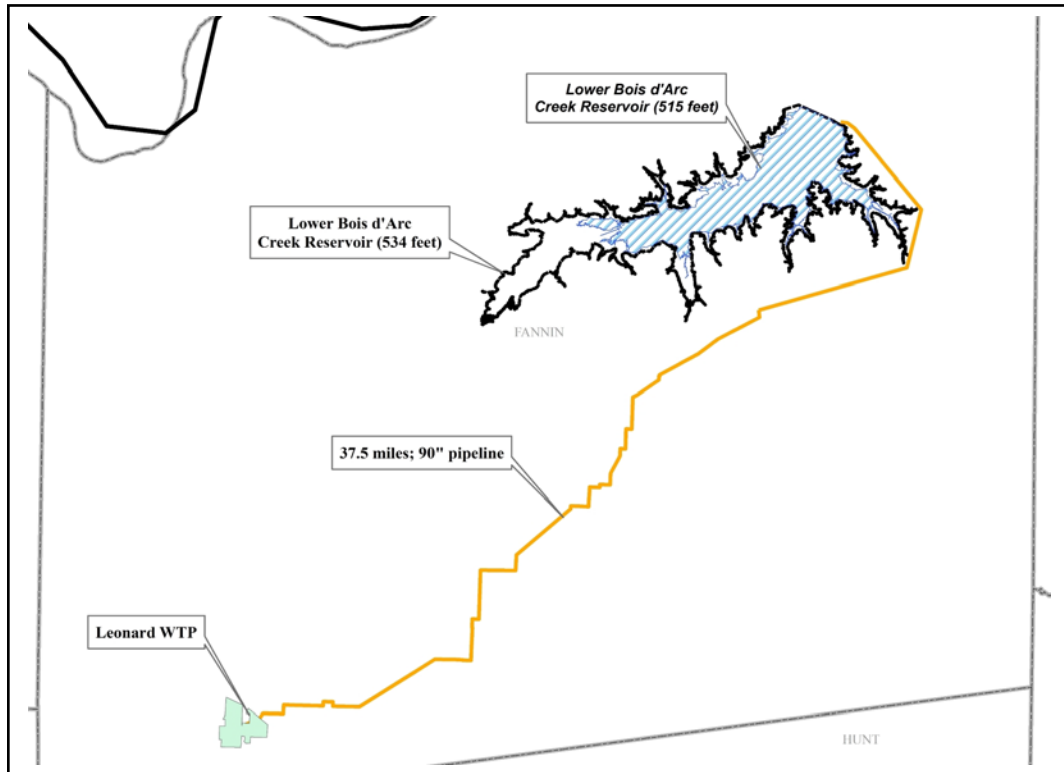 Lower Bois d'Arc
Creek Reservoir (515 feet)
Lower Bois d'Arc
Creek Reservoir (534 feet)
FANNIN
37.5 miles; 90" pipeline
Leonard WTP
HUNT